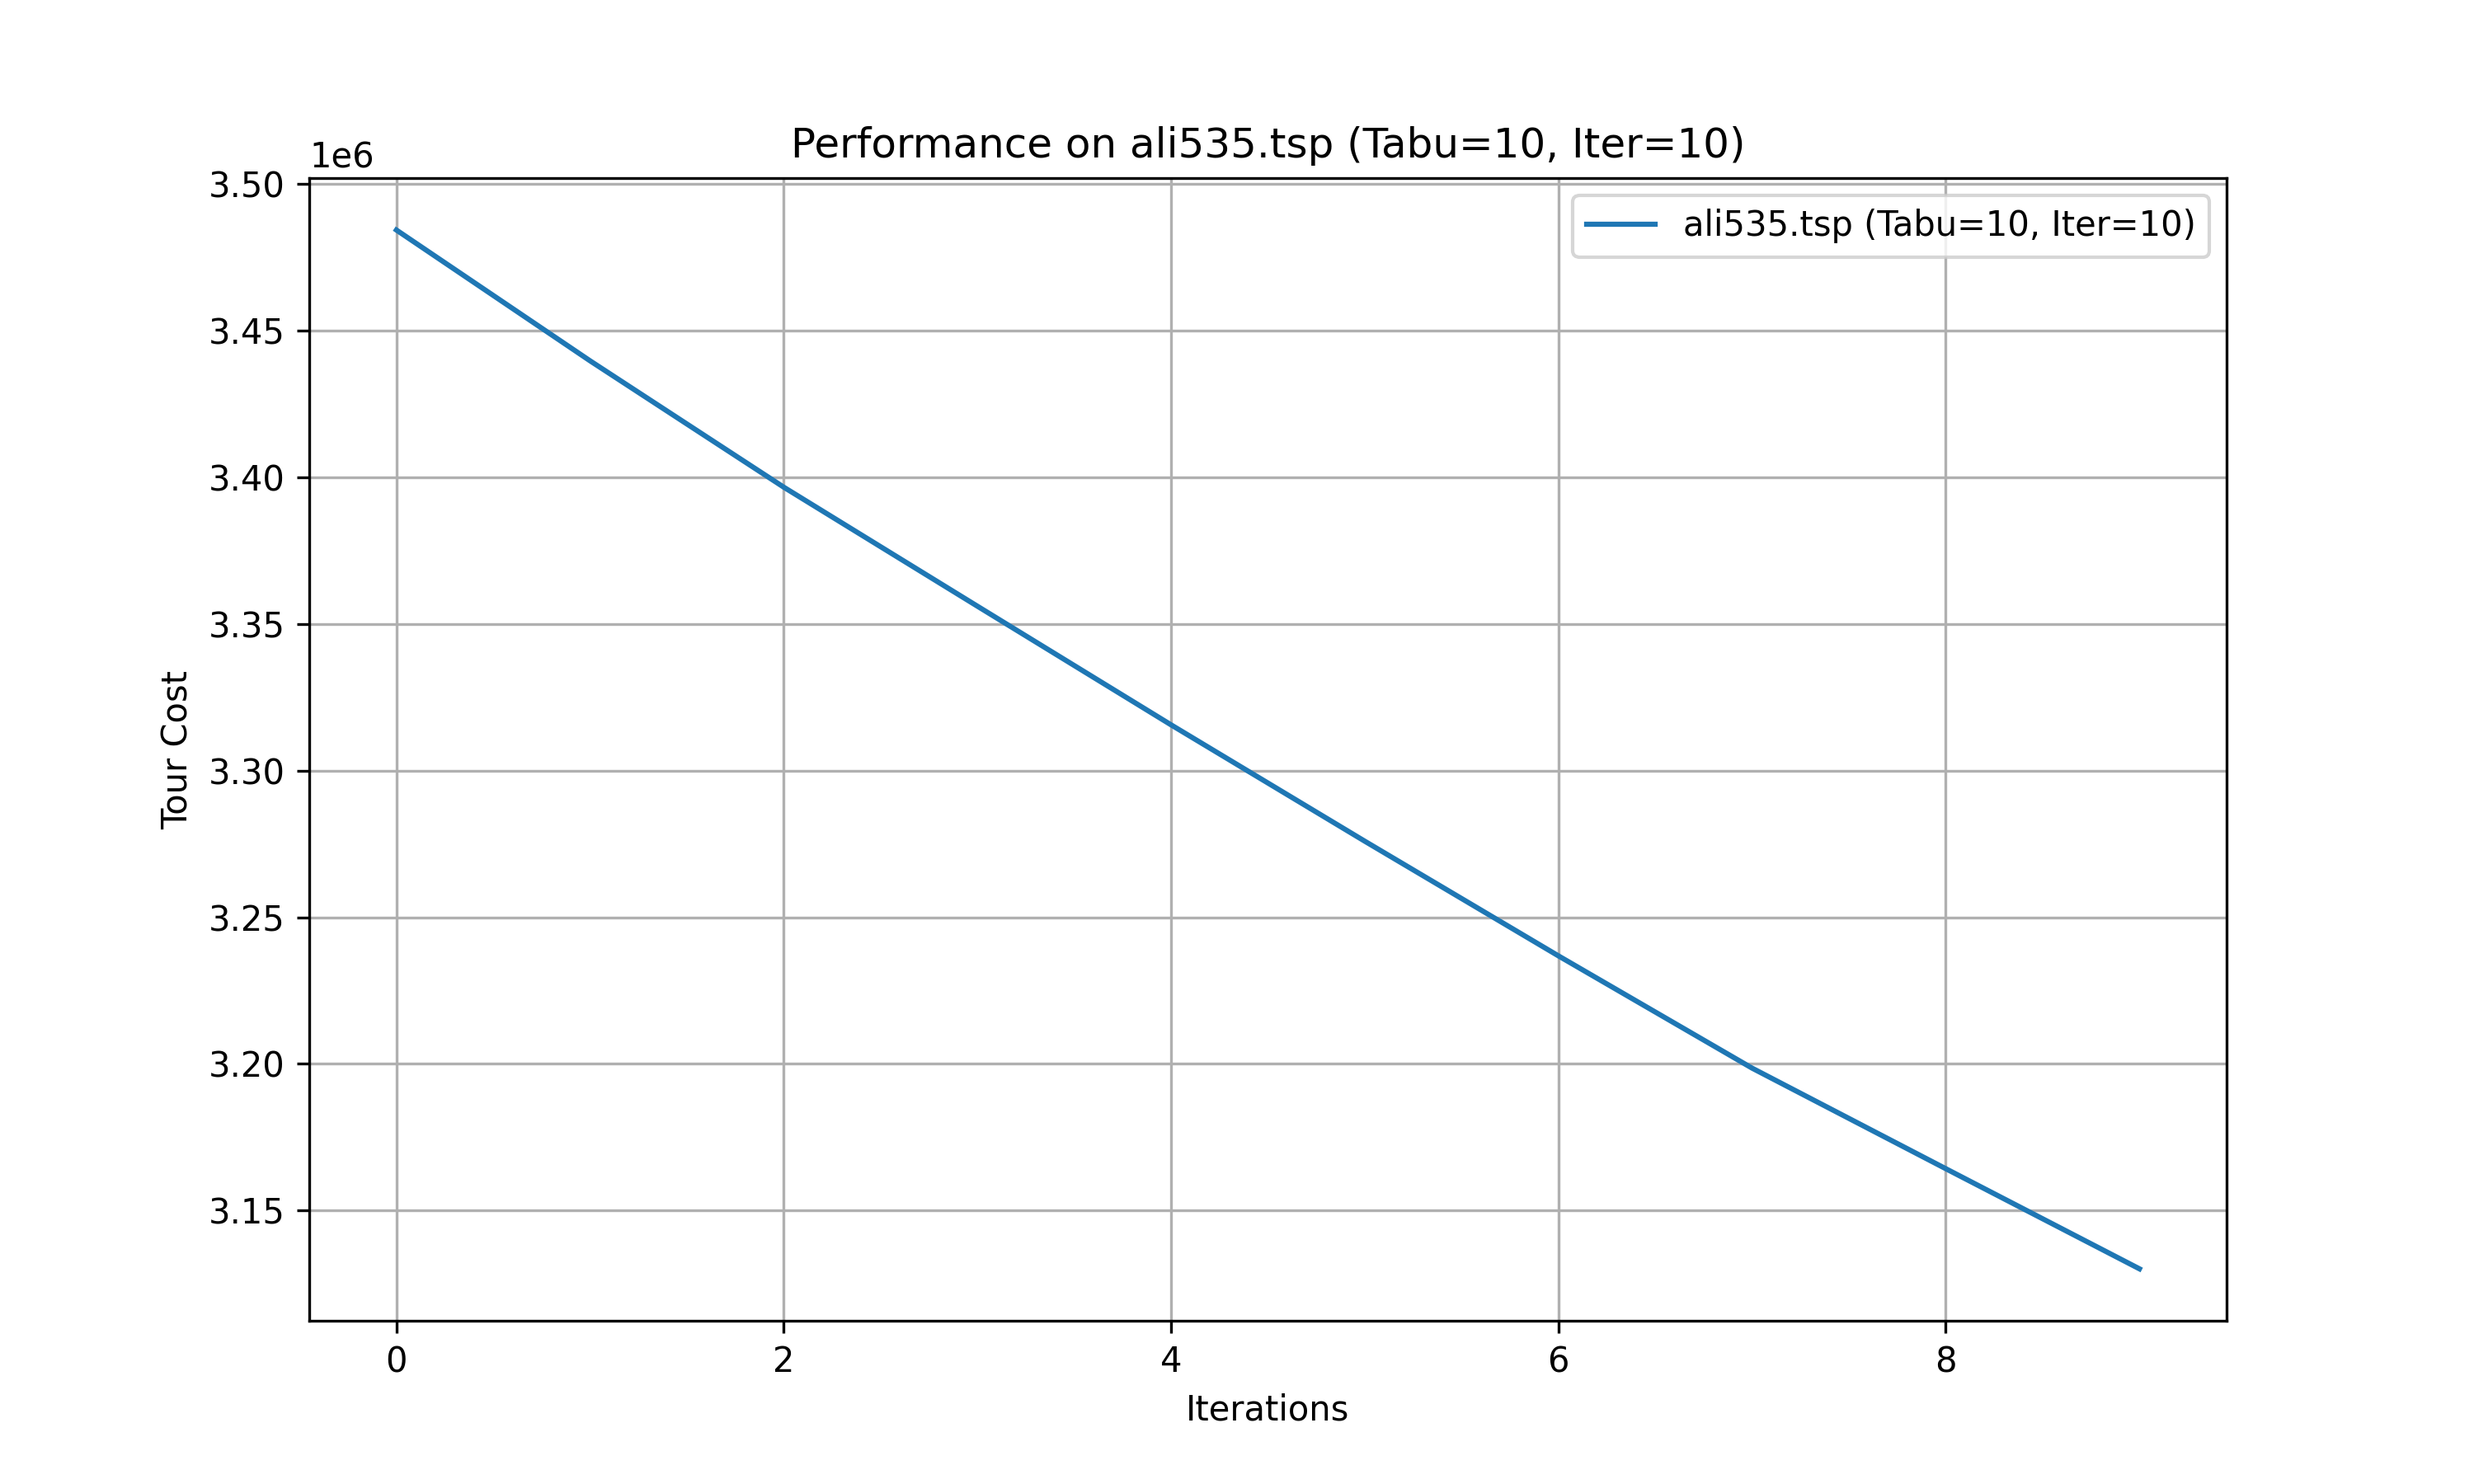 Performance on ali535.tsp (Tabu=10, Iter=10)
1e6
ali535.tsp (Tabu=10, Iter=10)
3.50
3.45
3.40
3.35
3.30
3.25
3.20
3.15
Tour Cost
0 2 4 6 8
Iterations